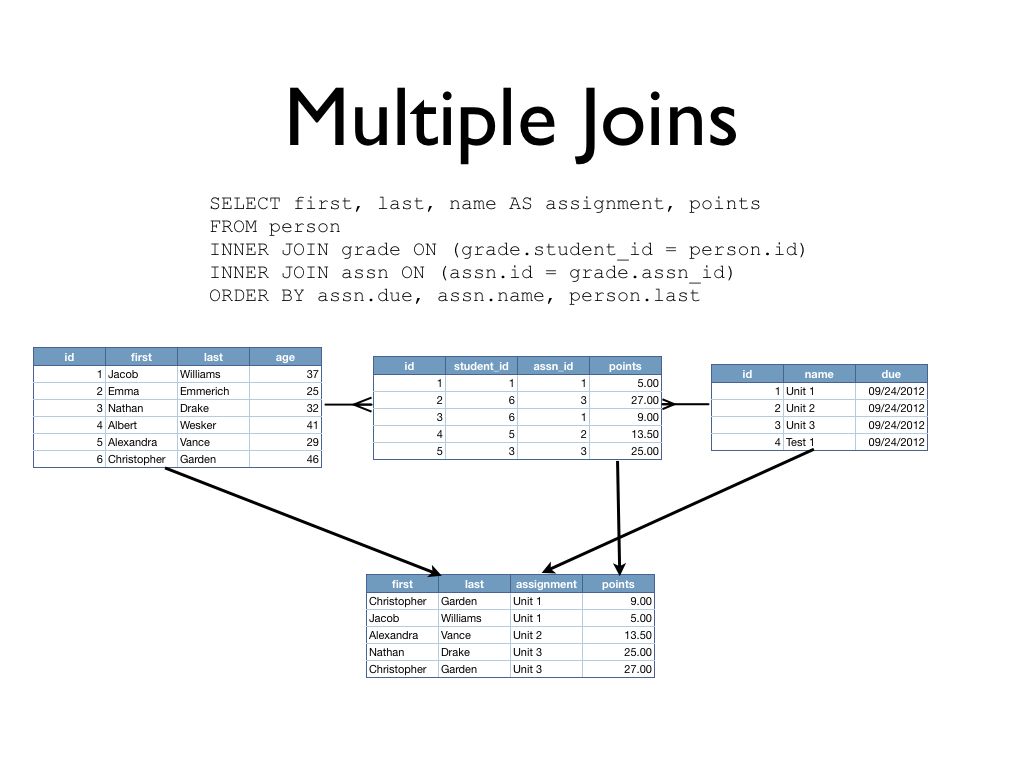 Multiple Joins
SELECT first, last, name AS assignment, points
FROM person
INNER JOIN grade ON (grade.student_id = person.id)
INNER JOIN assn ON (assn.id = grade.assn_id)
ORDER BY assn.due, assn.name, person.last
id first last age
1 Jacob Williams 37
2 Emma Emmerich 25
3 Nathan Drake 32
4 Albert Wesker 41
5 Alexandra Vance 29
6 Christopher Garden 46
id student_id assn_id points
1 1 1 5.00
2 6 3 27.00
3 6 1 9.00
4 5 2 13.50
5 3 3 25.00
id name due
1 Unit 1 09/24/2012
2 Unit 2 09/24/2012
3 Unit 3 09/24/2012
4 Test 1 09/24/2012
first last assignment points
Christopher Garden Unit 1 9.00
Jacob Williams Unit 1 5.00
Alexandra Vance Unit 2 13.50
Nathan Drake Unit 3 25.00
Christopher Garden Unit 3 27.00